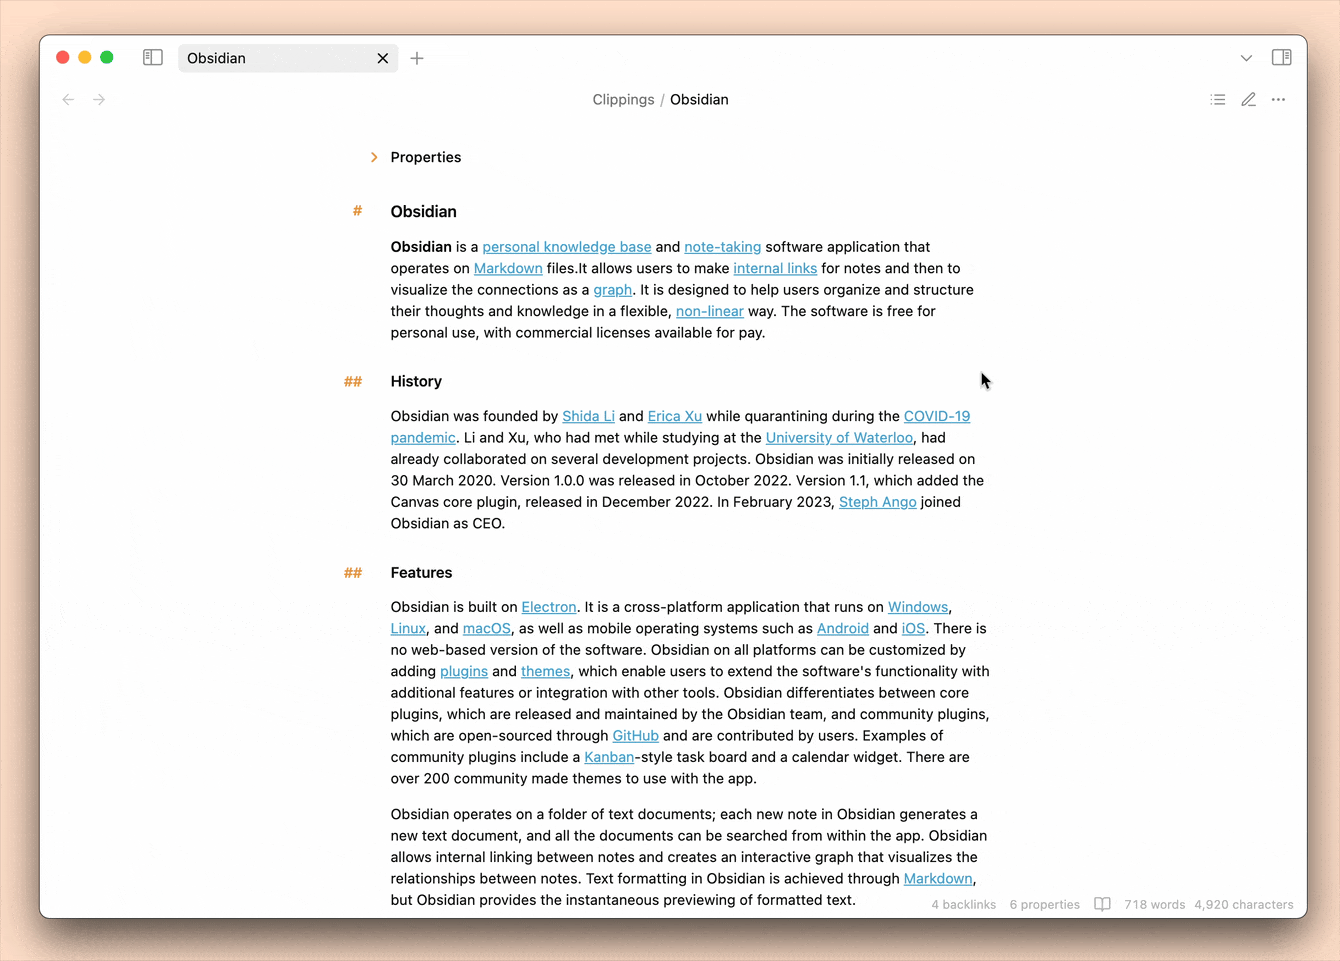 Obsidian
Clippings / Obsidian
Properties
# Obsidian
Obsidian is a personal knowledge base and note-taking software application that
operates on Markdown files.It allows users to make internal links for notes and then to
visualize the connections as a graph. It is designed to help users organize and structure
their thoughts and knowledge in a flexible, non-linear way. The software is free for
personal use, with commercial licenses available for pay.
## History
Obsidian was founded by Shida Li and Erica Xu while quarantining during the COVID-19
pandemic. Li and Xu, who had met while studying at the University of Waterloo, had
already collaborated on several development projects. Obsidian was initially released on
30 March 2020. Version 1.0.0 was released in October 2022. Version 1.1, which added the
Canvas core plugin, released in December 2022. In February 2023, Steph Ango joined
Obsidian as CEO.
## Features
Obsidian is built on Electron. It is a cross-platform application that runs on Windows,
Linux, and macOS, as well as mobile operating systems such as Android and iOS. There is
no web-based version of the software. Obsidian on all platforms can be customized by
adding plugins and themes, which enable users to extend the software's functionality with
additional features or integration with other tools. Obsidian differentiates between core
plugins, which are released and maintained by the Obsidian team, and community plugins,
which are open-sourced through GitHub and are contributed by users. Examples of
community plugins include a Kanban-style task board and a calendar widget. There are
over 200 community made themes to use with the app.
Obsidian operates on a folder of text documents; each new note in Obsidian generates a
new text document, and all the documents can be searched from within the app. Obsidian
allows internal linking between notes and creates an interactive graph that visualizes the
relationships between notes. Text formatting in Obsidian is achieved through Markdown,
but Obsidian provides the instantaneous previewing of formatted text.
4 backlinks 6 properties 718 words 4,920 characters